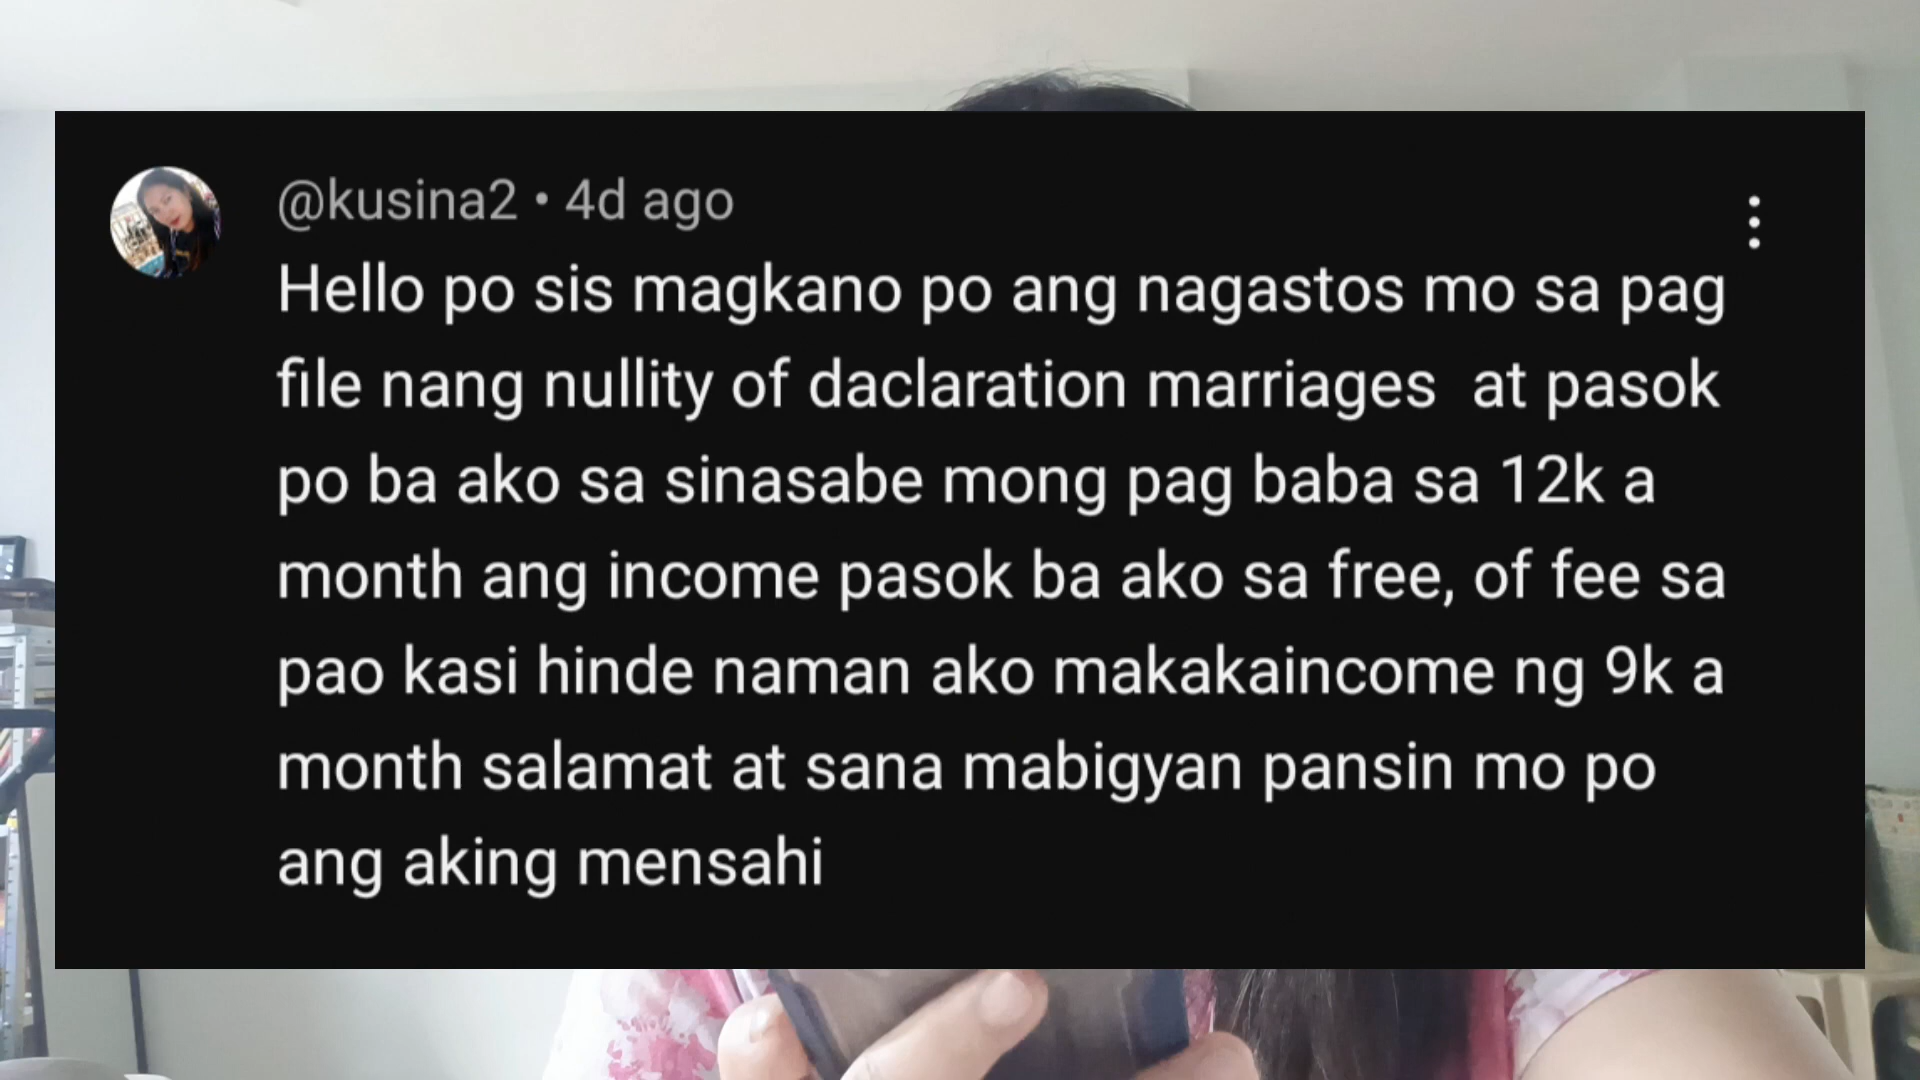 @kusina2 • 4d ago
Hello po sis magkano po ang nagastos mo sa pag
file nang nullity of daclaration marriages at pasok
po ba ako sa sinasabe mong pag baba sa 12k a
month ang income pasok ba ako sa free, of fee sa
pao kasi hinde naman ako makakaincome ng 9k a
month salamat at sana mabigyan pansin mo po
ang aking mensahi